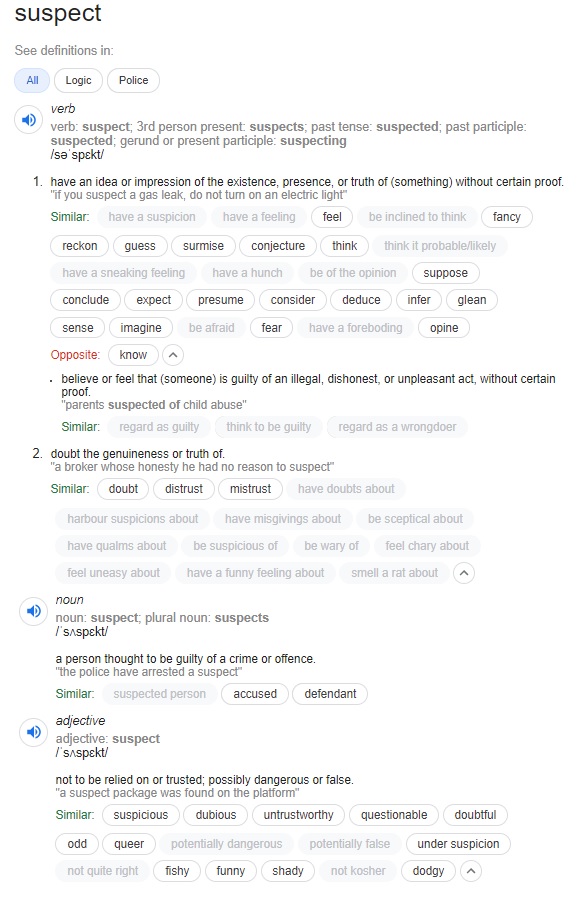 suspect
See definitions in:
All Logic Police
verb
verb: suspect; 3rd person present: suspects; past tense: suspected; past participle:
suspected; gerund or present participle: suspecting
/səˈspɛkt/
1. have an idea or impression of the existence, presence, or truth of (something) without certain proof.
"if you suspect a gas leak, do not turn on an electric light"
Similar: have a suspicion have a feeling feel be inclined to think fancy
reckon guess surmise conjecture think think it probable/likely
have a sneaking feeling have a hunch be of the opinion suppose
conclude expect presume consider deduce infer glean
sense imagine be afraid fear have a foreboding opine
Opposite: know
• believe or feel that (someone) is guilty of an illegal, dishonest, or unpleasant act, without certain
proof.
"parents suspected of child abuse"
Similar: regard as guilty think to be guilty regard as a wrongdoer
2. doubt the genuineness or truth of.
"a broker whose honesty he had no reason to suspect"
Similar: doubt distrust mistrust have doubts about
harbour suspicions about have misgivings about be sceptical about
have qualms about be suspicious of be wary of feel chary about
feel uneasy about have a funny feeling about smell a rat about
noun
noun: suspect; plural noun: suspects
/ˈsʌspɛkt/
a person thought to be guilty of a crime or offence.
"the police have arrested a suspect"
Similar: suspected person accused defendant
adjective
adjective: suspect
/ˈsʌspɛkt/
not to be relied on or trusted; possibly dangerous or false.
"a suspect package was found on the platform"
Similar: suspicious dubious untrustworthy questionable doubtful
odd queer potentially dangerous potentially false under suspicion
not quite right fishy funny shady not kosher dodgy